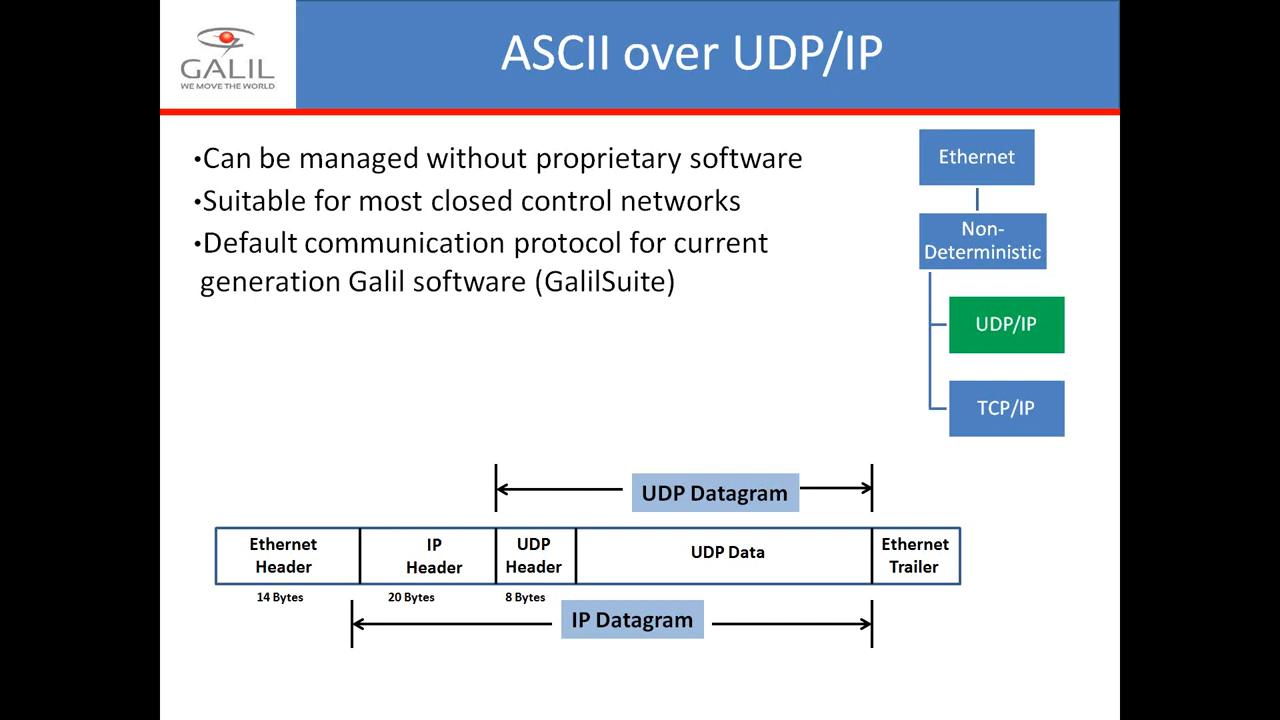 GALIL
WE MOVE THE WORLD
ASCII over UDP/IP
•Can be managed without proprietary software
•Suitable for most closed control networks
•Default communication protocol for current
generation Galil software (GalilSuite)
Ethernet
Non-
Deterministic
UDP/IP
TCP/IP
UDP Datagram
Ethernet
Header
IP
Header
UDP
Header
UDP Data
Ethernet
Trailer
14 Bytes
20 Bytes
8 Bytes
IP Datagram